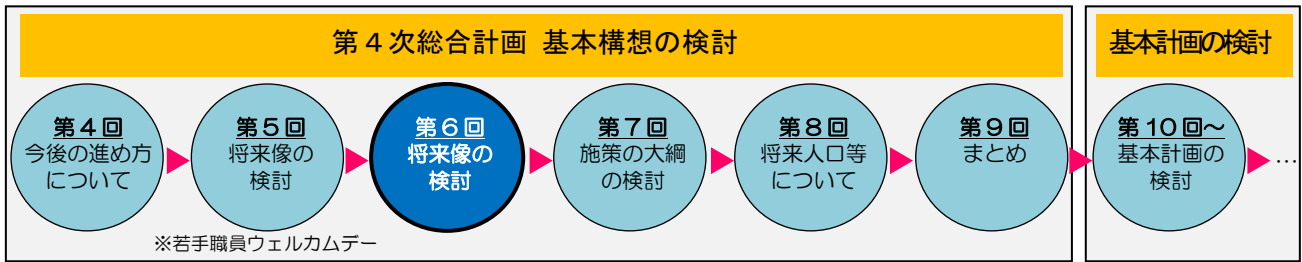 第４次総合計画 基本構想の検討
第４回
今後の進め方
について
第５回
将来像の
検討
※若手職員ウェルカムデー
第６回
将来像の
検討
第７回
施策の大綱
の検討
第８回
将来人口等
について
第９回
まとめ
基本計画の検討
第10回～
基本計画の
検討
…